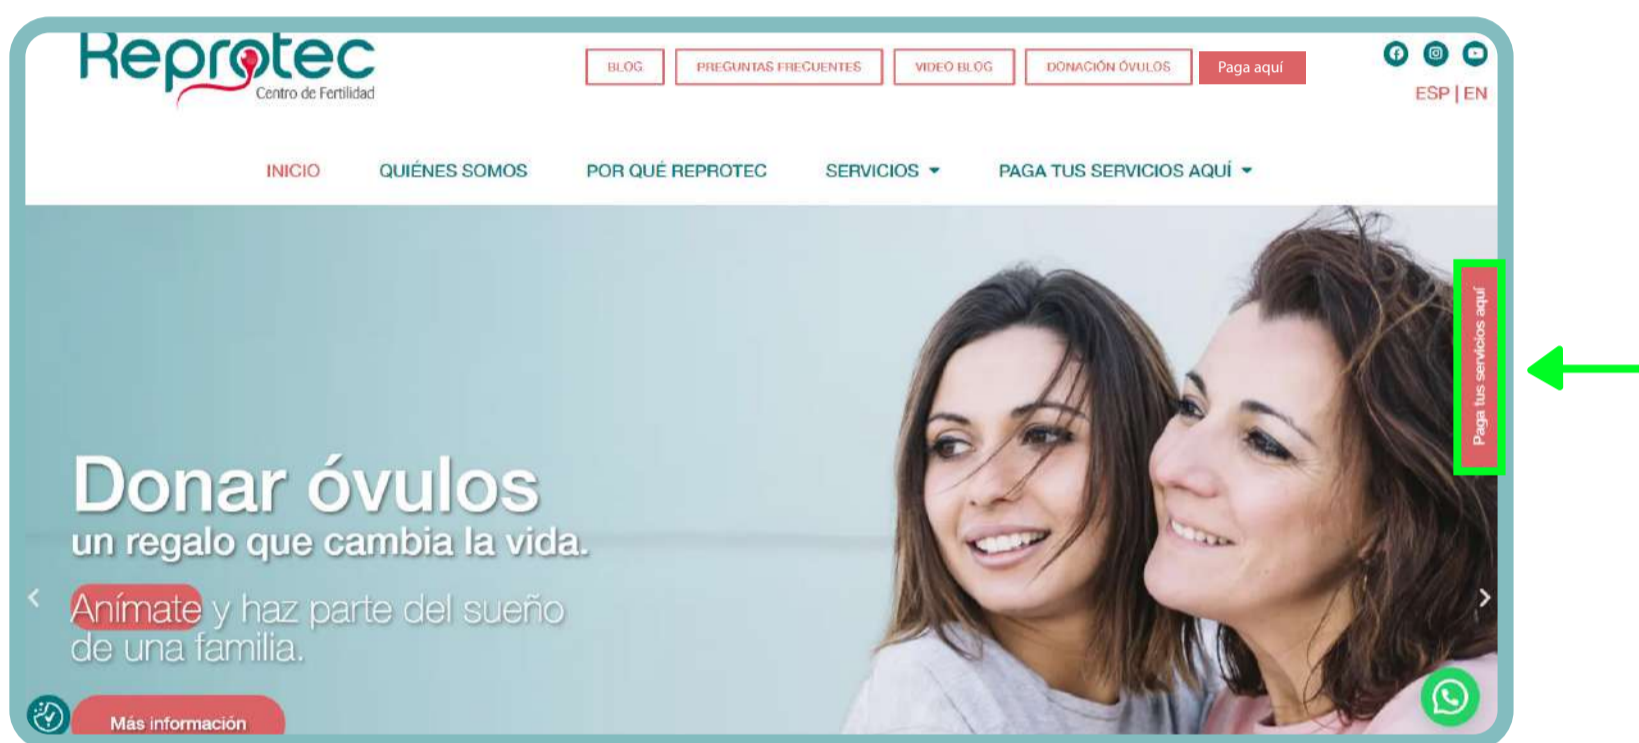 Reprotec
Centro de Fertilidad
BLOG
PREGUNTAS FRECUENTES
VIDEO BLOG
DONACIÓN ÓVULOS
Paga aquí
ESP | EN
INICIO
QUIÉNES SOMOS
POR QUÉ REPROTEC
SERVICIOS
PAGA TUS SERVICIOS AQUÍ
Paga tus servicios aquí
Donar óvulos
un regalo que cambia la vida.
Anímate y haz parte del sueño
de una familia.
Más información